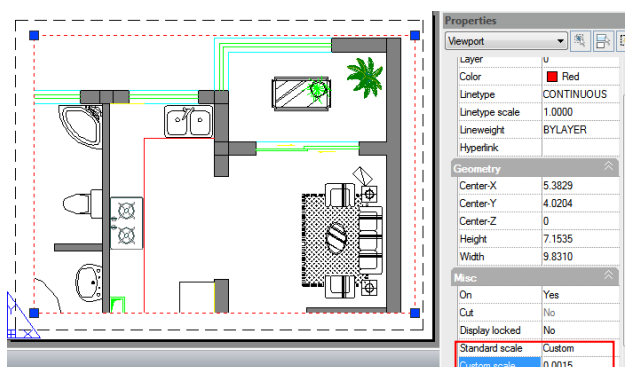 Properties
Viewport
Layer 0
Color Red
Linetype CONTINUOUS
Linetype scale 1.0000
Lineweight BYLAYER
Hyperlink
Geometry
Center-X 5.3829
Center-Y 4.0204
Center-Z 0
Height 7.1535
Width 9.8310
Misc
On Yes
Cut No
Display locked No
Standard scale Custom
Custom scale 0.0015
Y
X